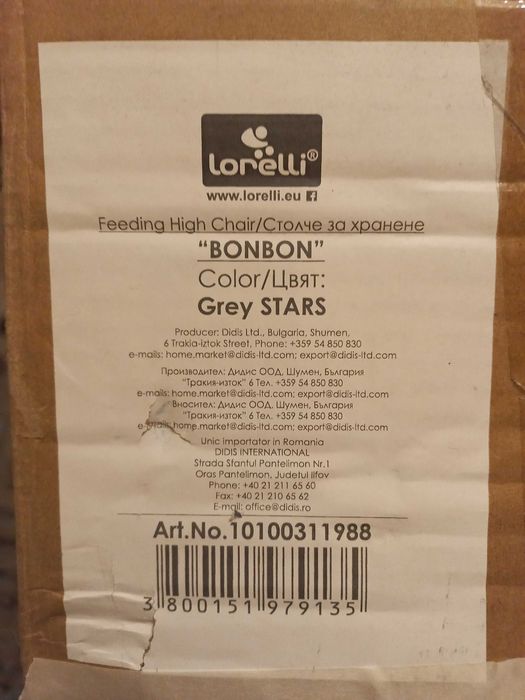 lorelli®
www.lorelli.eu
Feeding High Chair/Столче за хранене
"BONBON"
Color/Цвят:
Grey STARS
Producer: Didis Ltd., Bulgaria, Shumen,
6 Trakia-iztok Street, Phone: +359 54 850 830
e-mails: home.market@didis-ltd.com; export@didis-ltd.com
Производител: Дидис ООД, Шумен, България
"Тракия-изток" 6 Тел. +359 54 850 830
e-mails: home.market@didis-ltd.com; export@didis-ltd.com
Вносител: Дидис ООД, Шумен, България
"Тракия-изток" 6 Тел. +359 54 850 830
e-mails: home.market@didis-ltd.com; export@didis-ltd.com
Unic importator in Romania
DIDIS INTERNATIONAL
Strada Sfantul Pantelimon Nr.1
Oras Pantelimon, Judetul Ilfov
Phone: +40 21 211 65 60
Fax: +40 21 210 65 62
E-mail: office@didis.ro
Art.No.10100311988
3 800151 979135